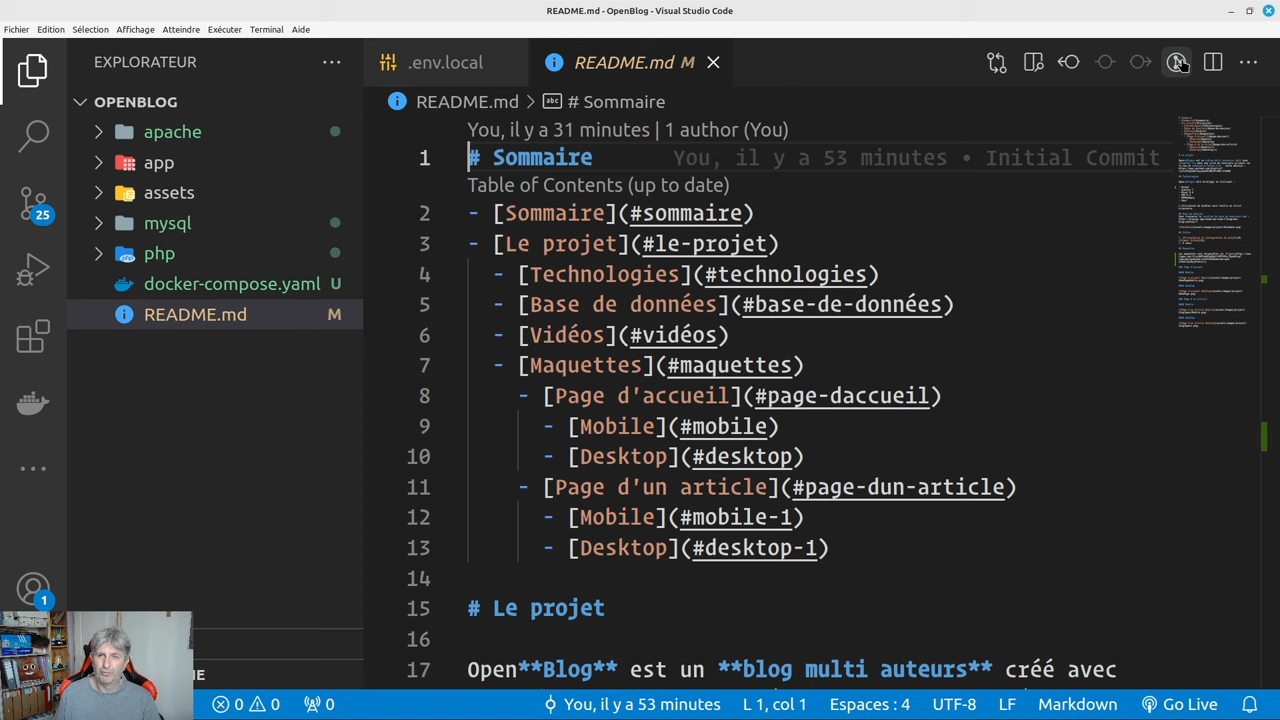 README.md - OpenBlog - Visual Studio Code
Fichier Edition Sélection Affichage Atteindre Exécuter Terminal Aide
EXPLORATEUR
OPENBLOG
apache
app
assets
mysql
php
docker-compose.yaml U
README.md M
25
1
.env.local
README.md M
README.md > # Sommaire
You, il y a 31 minutes | 1 author (You)
1 # Sommaire You, il y a 53 minutes • Initial Commit
Table of Contents (up to date)
2 - [Sommaire](#sommaire)
3 - [Le projet](#le-projet)
4 - [Technologies](#technologies)
5 - [Base de données](#base-de-données)
6 - [Vidéos](#vidéos)
7 - [Maquettes](#maquettes)
8 - [Page d'accueil](#page-daccueil)
9 - [Mobile](#mobile)
10 - [Desktop](#desktop)
11 - [Page d'un article](#page-dun-article)
12 - [Mobile](#mobile-1)
13 - [Desktop](#desktop-1)
14
15 # Le projet
16
17 Open**Blog** est un **blog multi auteurs** créé avec
0 0 0 You, il y a 53 minutes L 1, col 1 Espaces : 4 UTF-8 LF Markdown Go Live